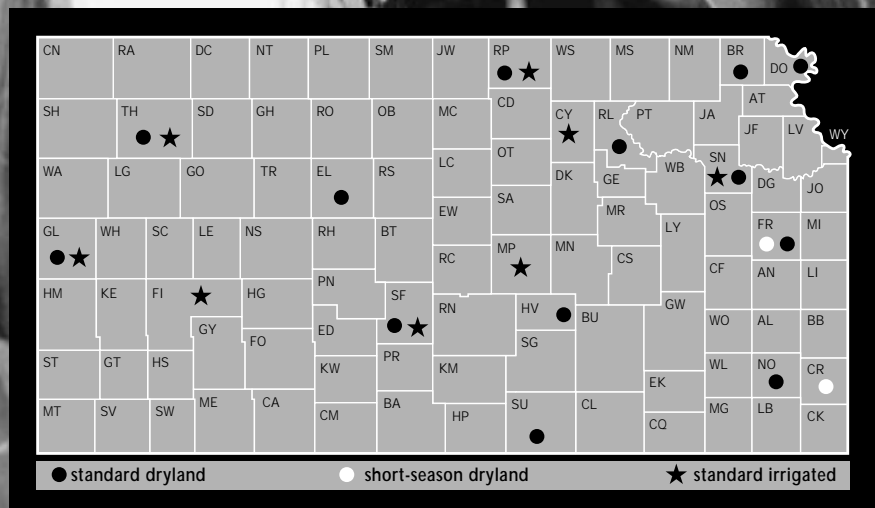 CN RA DC NT PL SM JW RP WS MS NM BR DO
SH TH SD GH RO OB MC CD CY RL PT JA AT
JF LV WY
WA LG GO TR EL RS LC OT DK GE WB SN DG JO
GL WH SC LE NS RH BT EW SA MR LY OS FR MI
RC MP MN CS CF AN LI
HM KE FI HG PN SF RN HV BU GW
GY FO ED SG WO AL BB
ST GT HS KW PR KM EK WL NO CR
MT SV SW ME CA CM BA HP SU CL CQ MG LB CK
standard dryland short-season dryland standard irrigated